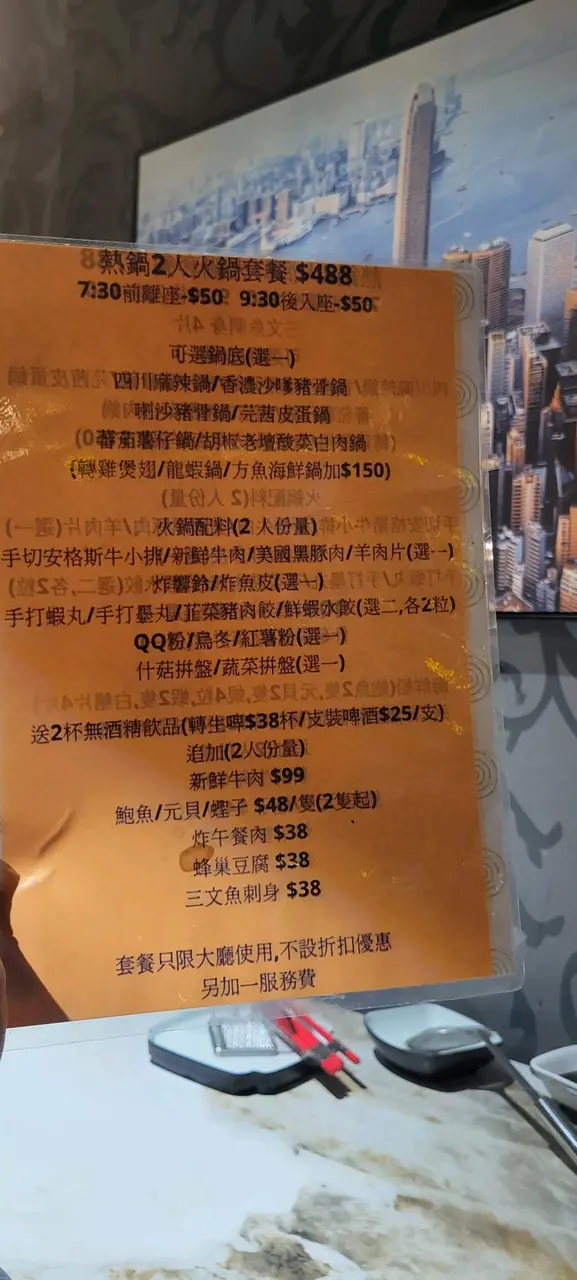 熱鍋2人火鍋套餐 $488
7:30前離座-$50 9:30後入座-$50
可選鍋底(選一)
四川麻辣鍋/香濃沙嗲豬骨鍋
喇沙豬骨鍋/芫茜皮蛋鍋
蕃茄薯仔鍋/胡椒老壇酸菜白肉鍋
(轉雞煲翅/龍蝦鍋/方魚海鮮鍋加$150)
火鍋配料(2人份量)
手切安格斯牛小排/新鮮牛肉/美國黑豚肉/羊肉片(選一)
炸響鈴/炸魚皮(選一)
手打蝦丸/手打墨丸/韮菜豬肉餃/鮮蝦水餃(選二,各2粒)
QQ粉/烏冬/紅薯粉(選一)
什菇拼盤/蔬菜拼盤(選一)
送2杯無酒精飲品(轉生啤$38杯/支裝啤酒$25/支)
追加(2人份量)
新鮮牛肉 $99
鮑魚/元貝/蟶子 $48/隻(2隻起)
炸午餐肉 $38
蜂巢豆腐 $38
三文魚刺身 $38
套餐只限大廳使用,不設折扣優惠
另加一服務費